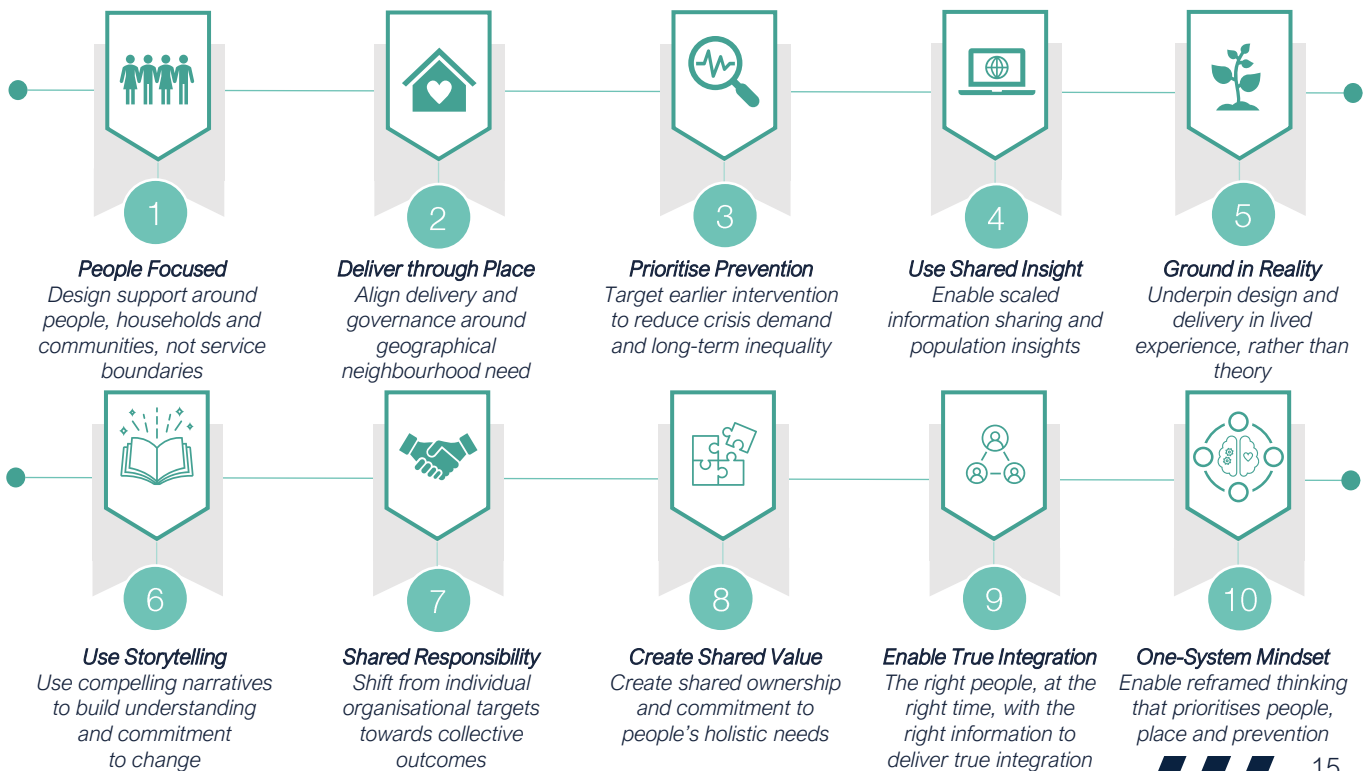 1
People Focused
Design support around
people, households and
communities, not service
boundaries
2
Deliver through Place
Align delivery and
governance around
geographical
neighbourhood need
3
Prioritise Prevention
Target earlier intervention
to reduce crisis demand
and long-term inequality
4
Use Shared Insight
Enable scaled
information sharing and
population insights
5
Ground in Reality
Underpin design and
delivery in lived
experience, rather than
theory
6
Use Storytelling
Use compelling narratives
to build understanding
and commitment
to change
7
Shared Responsibility
Shift from individual
organisational targets
towards collective
outcomes
8
Create Shared Value
Create shared ownership
and commitment to
people's holistic needs
9
Enable True Integration
The right people, at the
right time, with the
right information to
deliver true integration
10
One-System Mindset
Enable reframed thinking
that prioritises people,
place and prevention
15